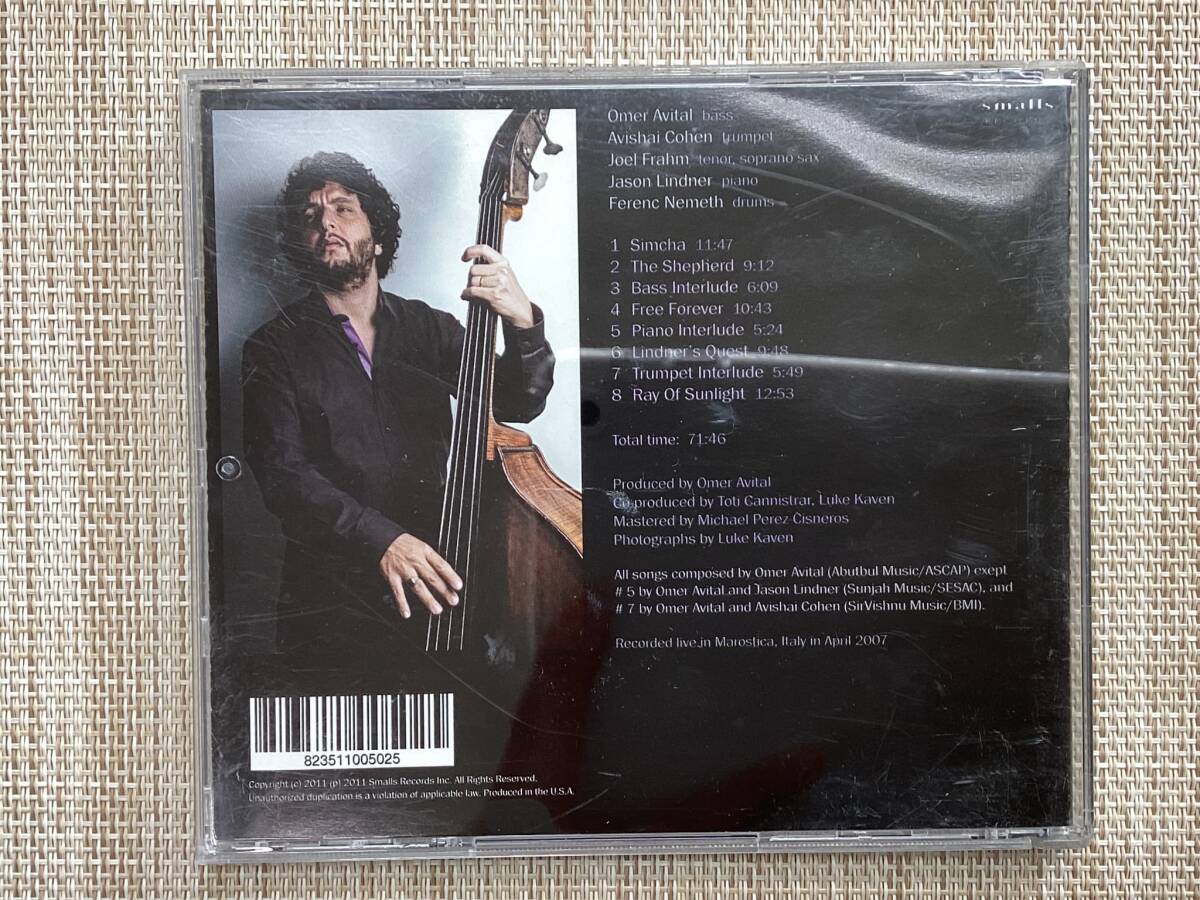 smalls
Omer Avital bass
Avishai Cohen trumpet
Joel Frahm tenor, soprano sax
Jason Lindner piano
Ferenc Nemeth drums
1 Simcha 11:47
2 The Shepherd 9:12
3 Bass Interlude 6:09
4 Free Forever 10:43
5 Piano Interlude 5:24
6 Lindner's Quest 9:48
7 Trumpet Interlude 5:49
8 Ray Of Sunlight 12:53
Total time: 71:46
Produced by Omer Avital
Co-produced by Toti Cannistrar, Luke Kaven
Mastered by Michael Perez-Cisneros
Photographs by Luke Kaven
All songs composed by Omer Avital (Abutbul Music/ASCAP) exept
# 5 by Omer Avital and Jason Lindner (Sunjah Music/SESAC), and
# 7 by Omer Avital and Avishai Cohen (SirVishnu Music/BMI).
Recorded live in Marostica, Italy in April 2007
823511005025
Copyright (c) 2011 (p) 2011 Smalls Records Inc. All Rights Reserved.
Unauthorized duplication is a violation of applicable law. Produced in the U.S.A.